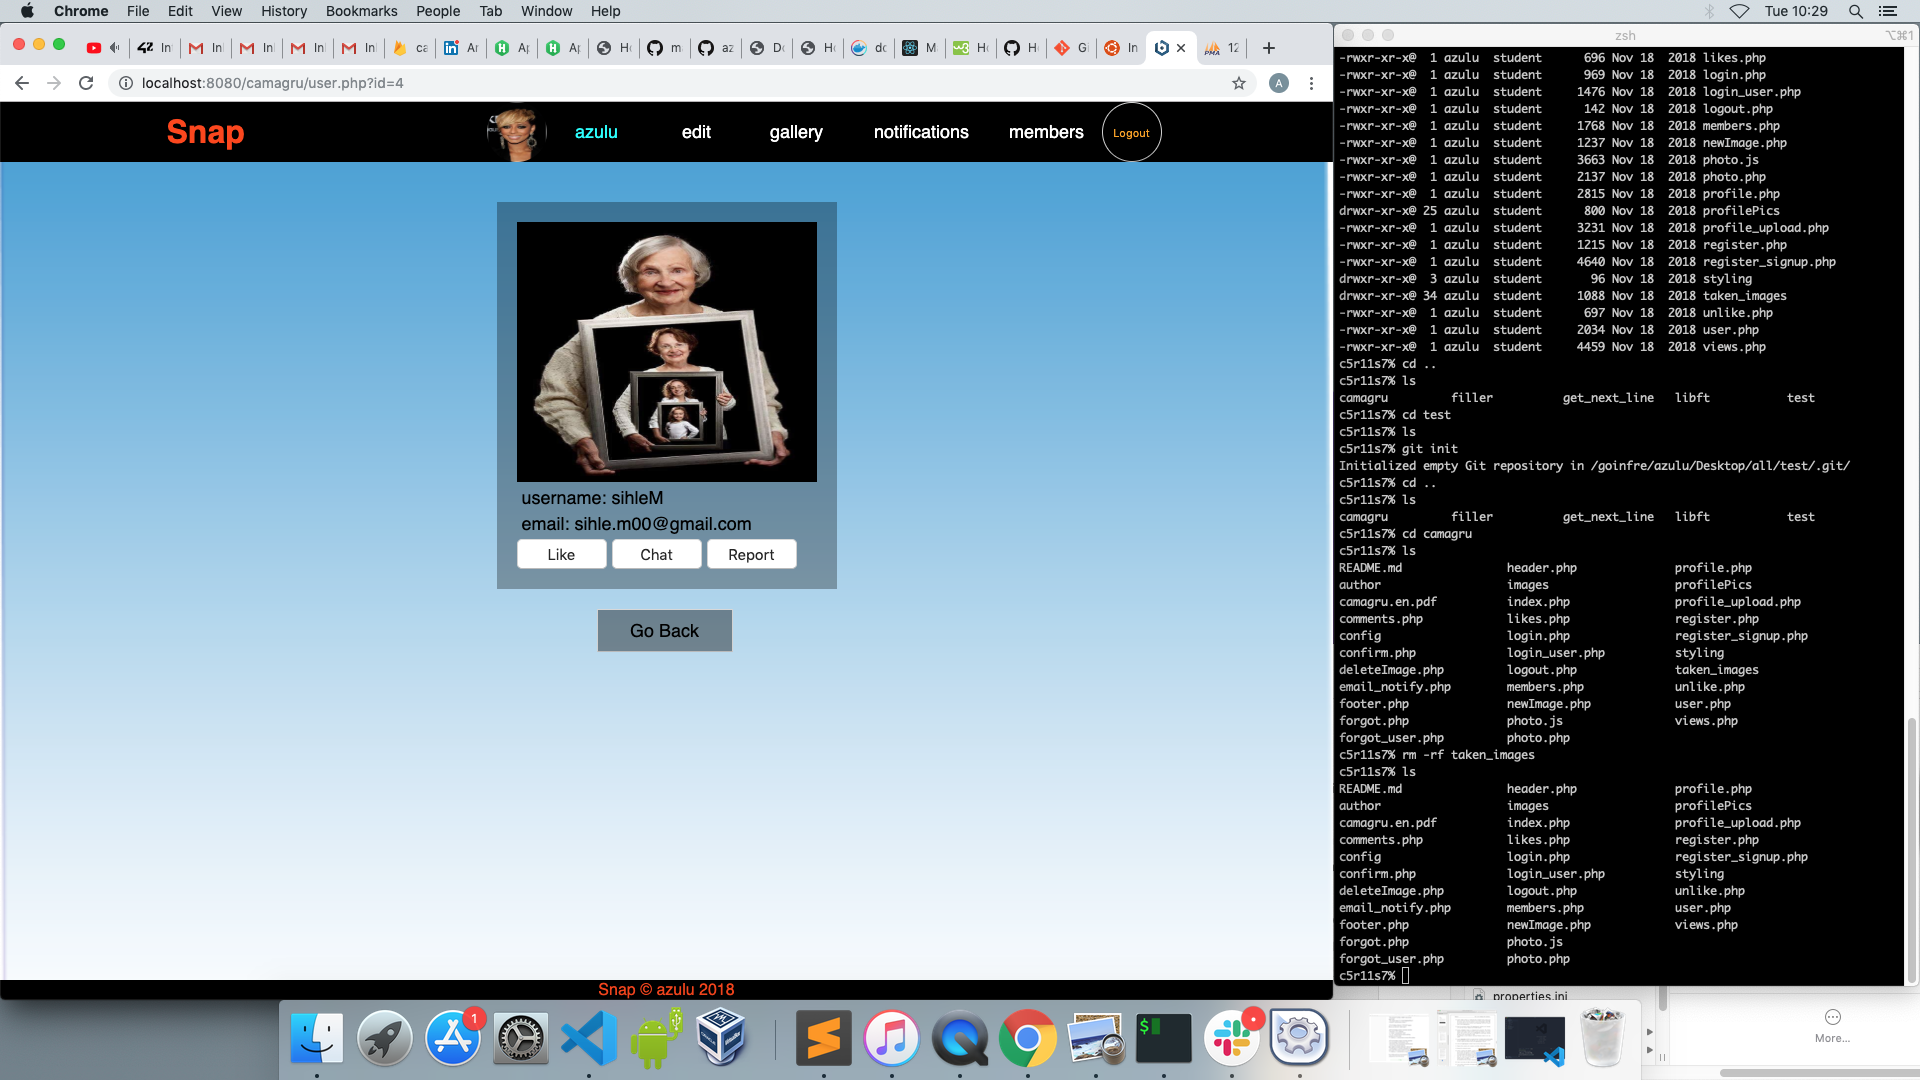 Chrome File Edit View History Bookmarks People Tab Window Help
Tue 10:29
In In In In In ca Ar Ap Ap Ho m az Do Ho do M Ho Ho Gi In 12
localhost:8080/camagru/user.php?id=4
A
Snap
azulu edit gallery notifications members Logout
username: sihleM
email: sihle.m00@gmail.com
Like Chat Report
Go Back
Snap © azulu 2018
zsh
⌥⌘1
-rwxr-xr-x@ 1 azulu student 696 Nov 18 2018 likes.php
-rwxr-xr-x@ 1 azulu student 969 Nov 18 2018 login.php
-rwxr-xr-x@ 1 azulu student 1476 Nov 18 2018 login_user.php
-rwxr-xr-x@ 1 azulu student 142 Nov 18 2018 logout.php
-rwxr-xr-x@ 1 azulu student 1768 Nov 18 2018 members.php
-rwxr-xr-x@ 1 azulu student 1237 Nov 18 2018 newImage.php
-rwxr-xr-x@ 1 azulu student 3663 Nov 18 2018 photo.js
-rwxr-xr-x@ 1 azulu student 2137 Nov 18 2018 photo.php
-rwxr-xr-x@ 1 azulu student 2815 Nov 18 2018 profile.php
drwxr-xr-x@ 25 azulu student 800 Nov 18 2018 profilePics
-rwxr-xr-x@ 1 azulu student 3231 Nov 18 2018 profile_upload.php
-rwxr-xr-x@ 1 azulu student 1215 Nov 18 2018 register.php
-rwxr-xr-x@ 1 azulu student 4640 Nov 18 2018 register_signup.php
drwxr-xr-x@ 3 azulu student 96 Nov 18 2018 styling
drwxr-xr-x@ 34 azulu student 1088 Nov 18 2018 taken_images
-rwxr-xr-x@ 1 azulu student 697 Nov 18 2018 unlike.php
-rwxr-xr-x@ 1 azulu student 2034 Nov 18 2018 user.php
-rwxr-xr-x@ 1 azulu student 4459 Nov 18 2018 views.php
c5r11s7% cd ..
c5r11s7% ls
camagru filler get_next_line libft test
c5r11s7% cd test
c5r11s7% ls
c5r11s7% git init
Initialized empty Git repository in /goinfre/azulu/Desktop/all/test/.git/
c5r11s7% cd ..
c5r11s7% ls
camagru filler get_next_line libft test
c5r11s7% cd camagru
c5r11s7% ls
README.md header.php profile.php
author images profilePics
camagru.en.pdf index.php profile_upload.php
comments.php likes.php register.php
config login.php register_signup.php
confirm.php login_user.php styling
deleteImage.php logout.php taken_images
email_notify.php members.php unlike.php
footer.php newImage.php user.php
forgot.php photo.js views.php
forgot_user.php photo.php
c5r11s7% rm -rf taken_images
c5r11s7% ls
README.md header.php profile.php
author images profilePics
camagru.en.pdf index.php profile_upload.php
comments.php likes.php register.php
config login.php register_signup.php
confirm.php login_user.php styling
deleteImage.php logout.php unlike.php
email_notify.php members.php user.php
footer.php newImage.php views.php
forgot.php photo.js
forgot_user.php photo.php
c5r11s7%
properties.ini
More...
1